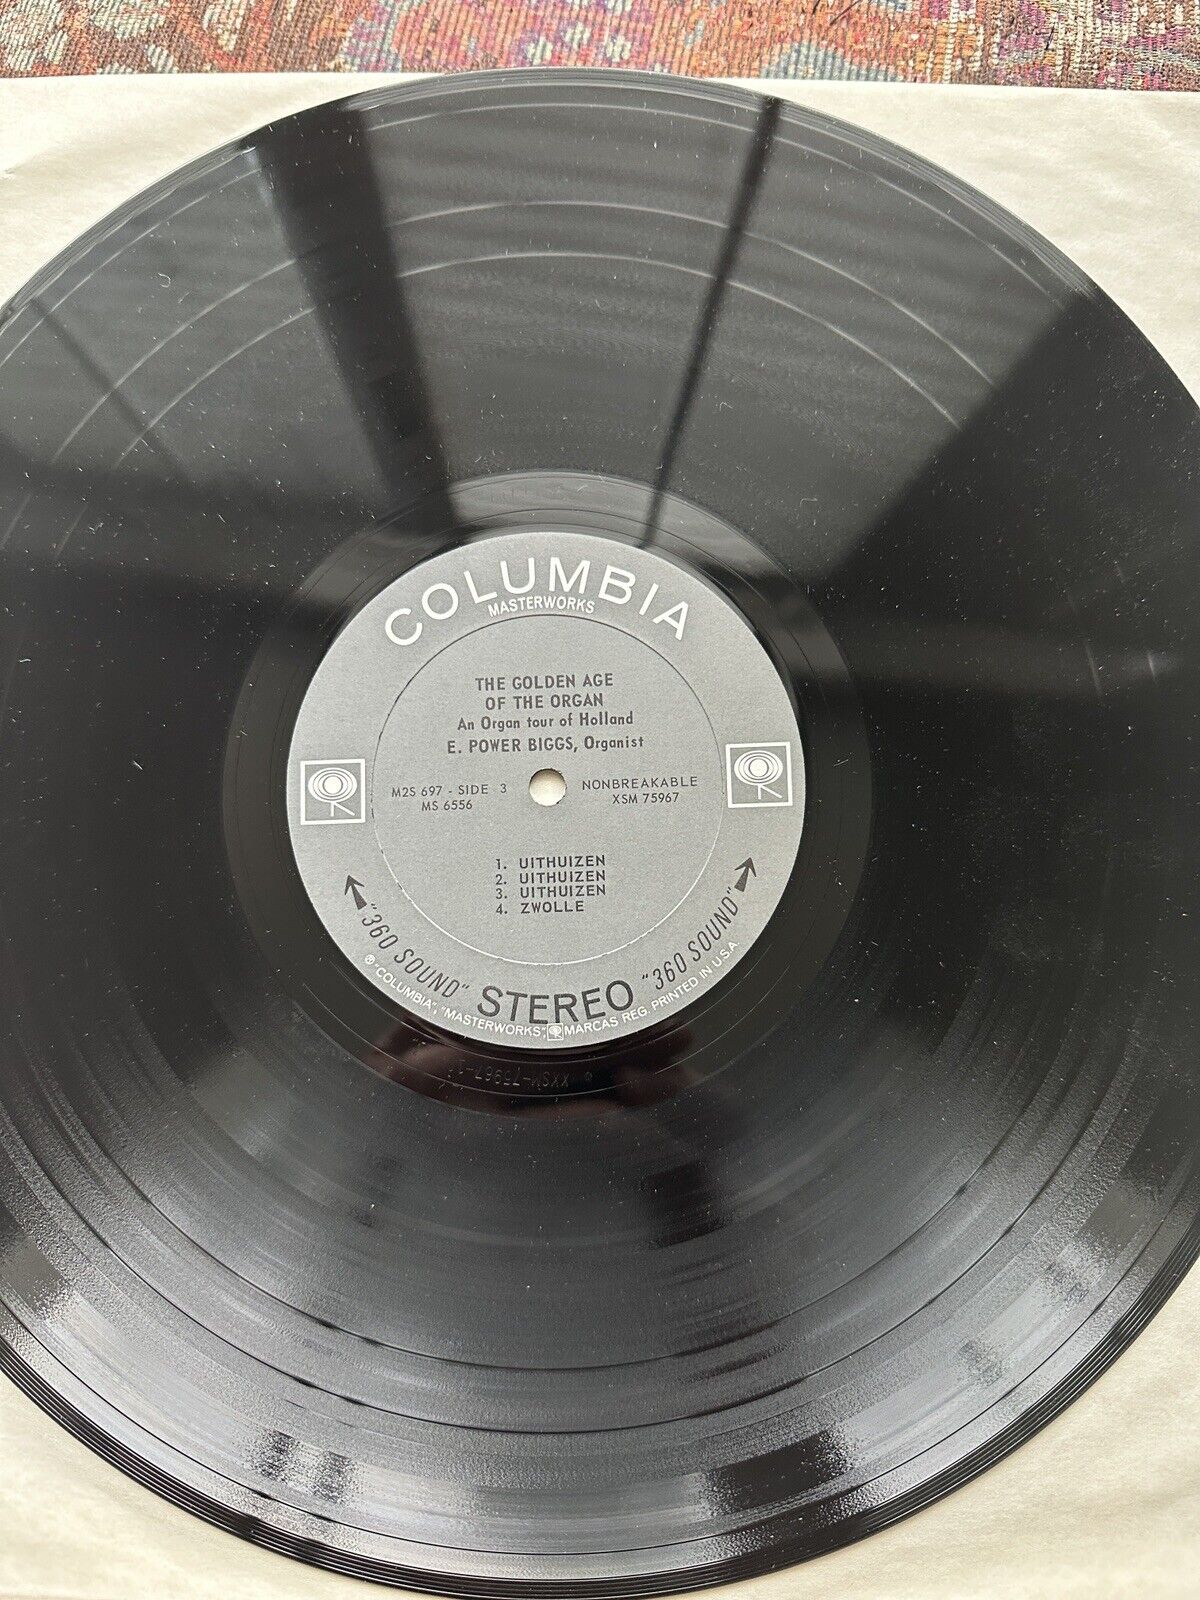 COLUMBIA
MASTERWORKS
THE GOLDEN AGE
OF THE ORGAN
An Organ tour of Holland
E. POWER BIGGS, Organist
M2S 697 - SIDE 3
MS 6556
NONBREAKABLE
XSM 75967
1. UITHUIZEN
2. UITHUIZEN
3. UITHUIZEN
4. ZWOLLE
"360 SOUND" STEREO "360 SOUND"
® "COLUMBIA", "MASTERWORKS", MARCAS REG. PRINTED IN U.S.A.